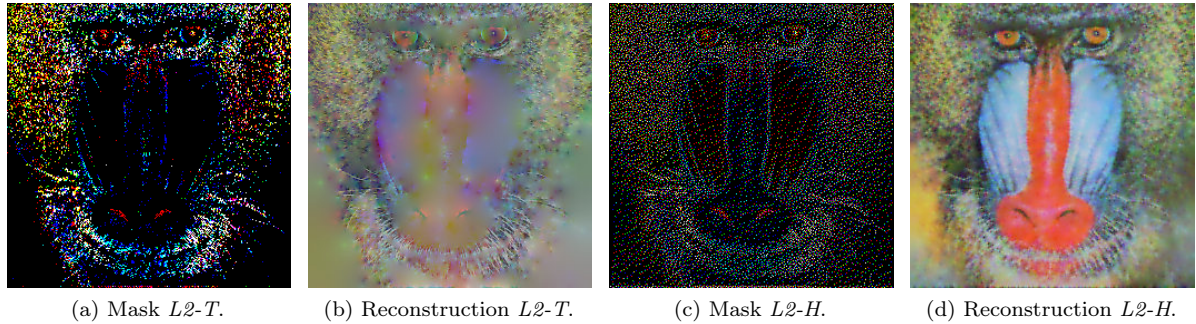 (a) Mask L2-T.
(b) Reconstruction L2-T.
(c) Mask L2-H.
(d) Reconstruction L2-H.